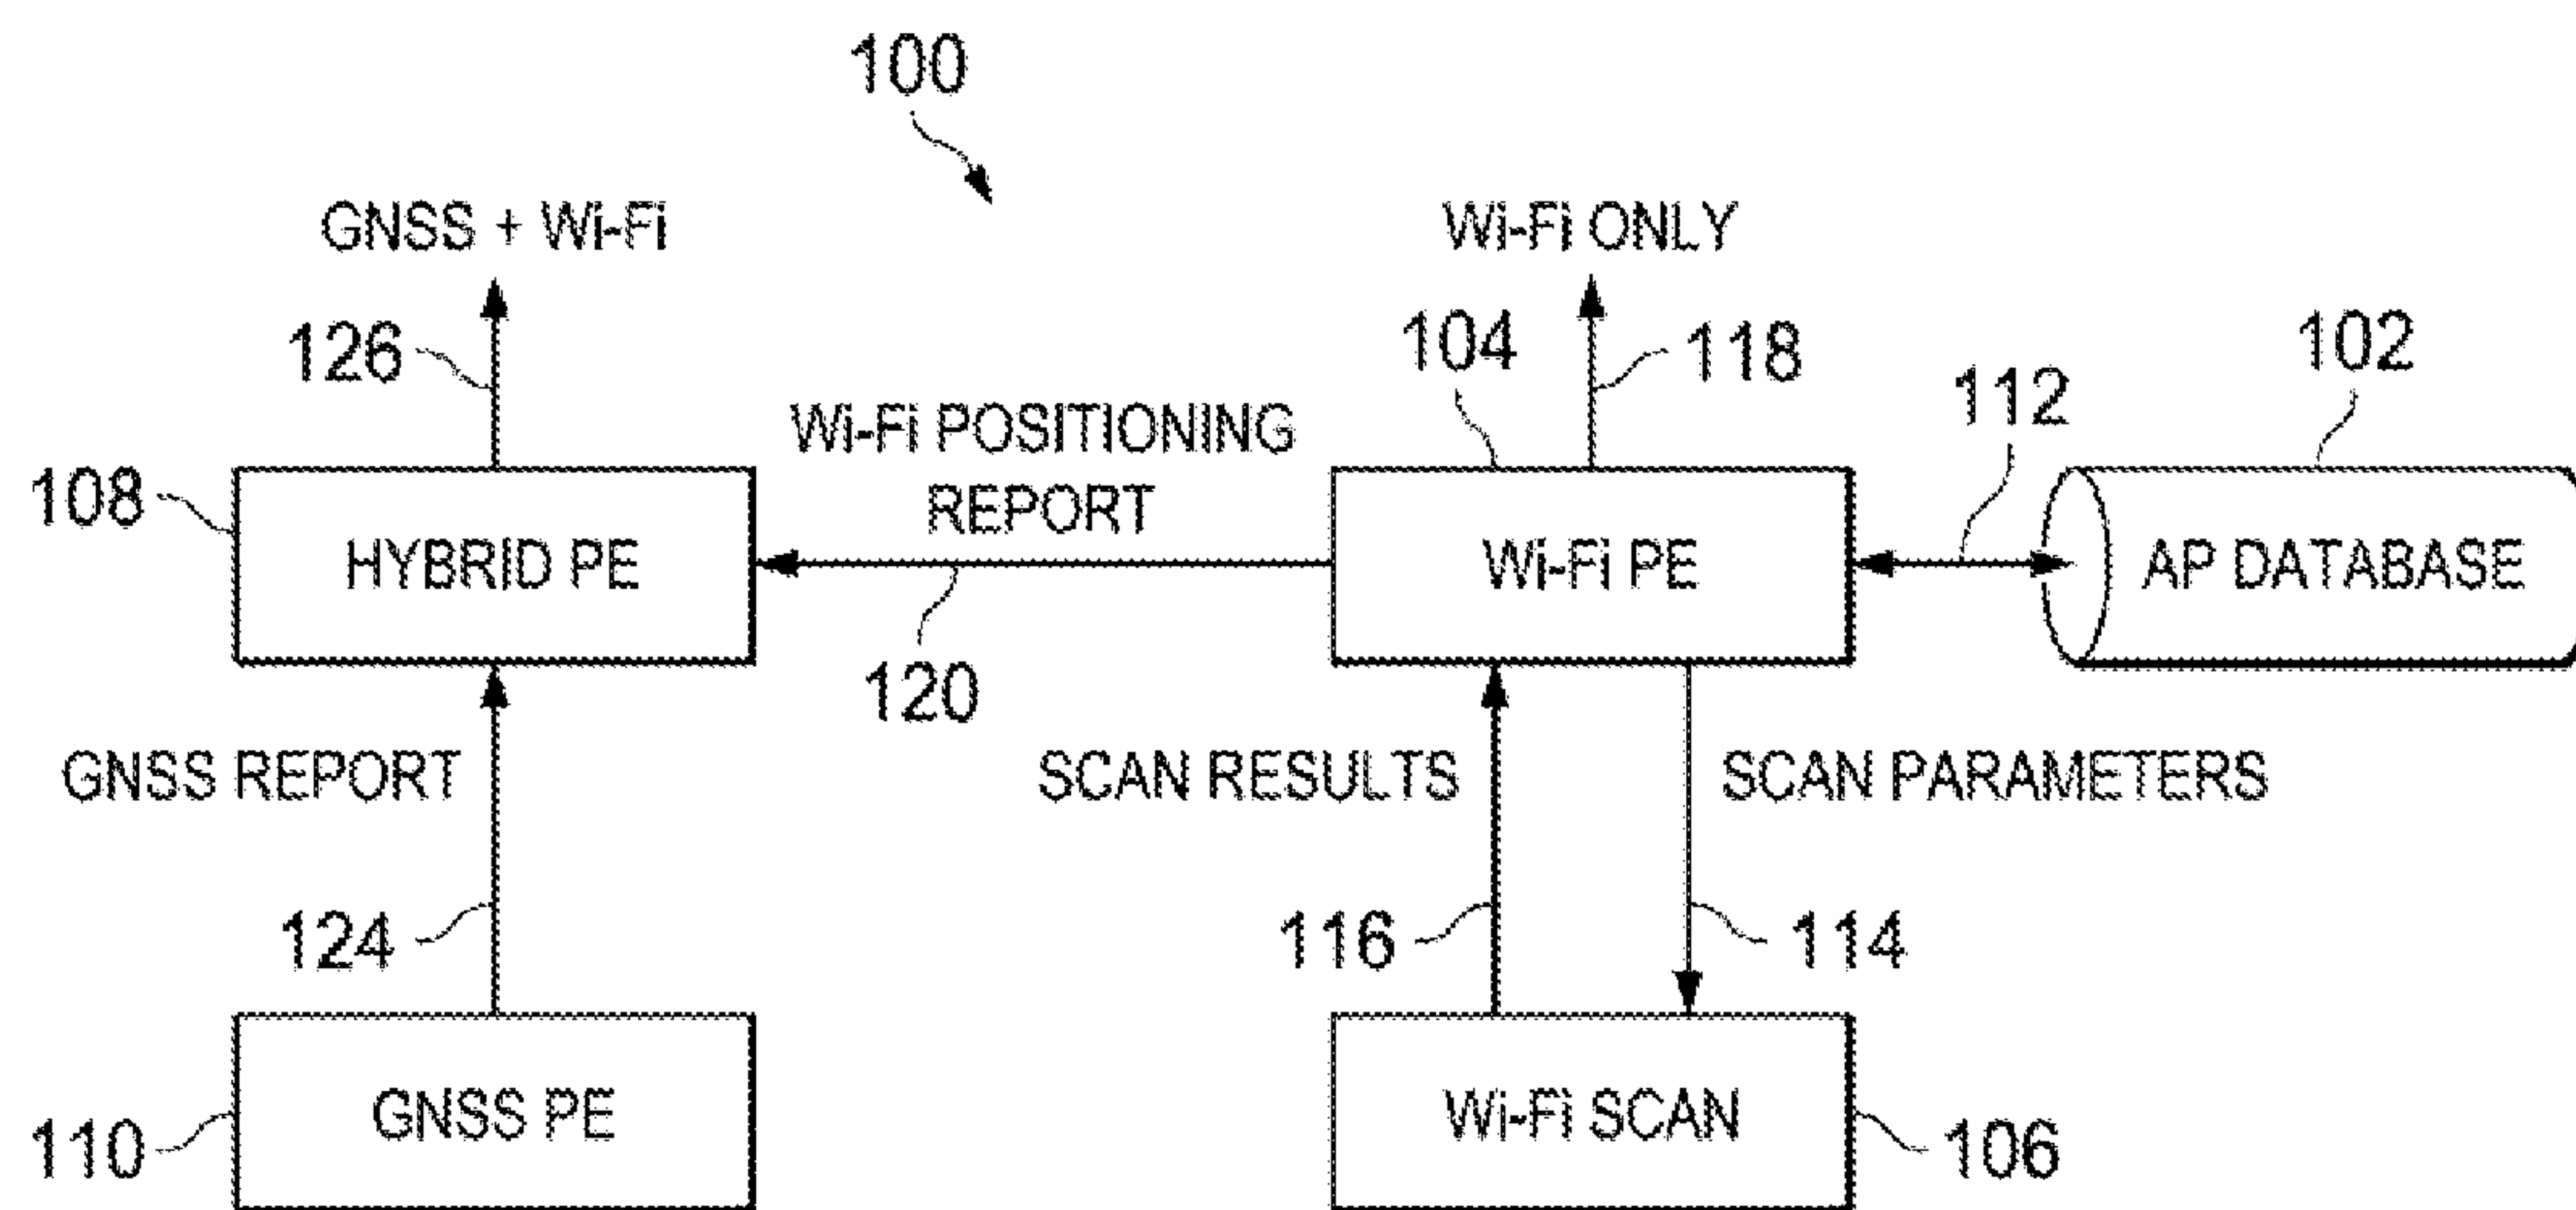 100
GNSS + Wi-Fi
Wi-Fi ONLY
126
104
118
102
112
Wi-Fi POSITIONING
REPORT
108
HYBRID PE
Wi-Fi PE
AP DATABASE
120
GNSS REPORT
SCAN RESULTS
SCAN PARAMETERS
124
116
114
GNSS PE
Wi-Fi SCAN
110
106